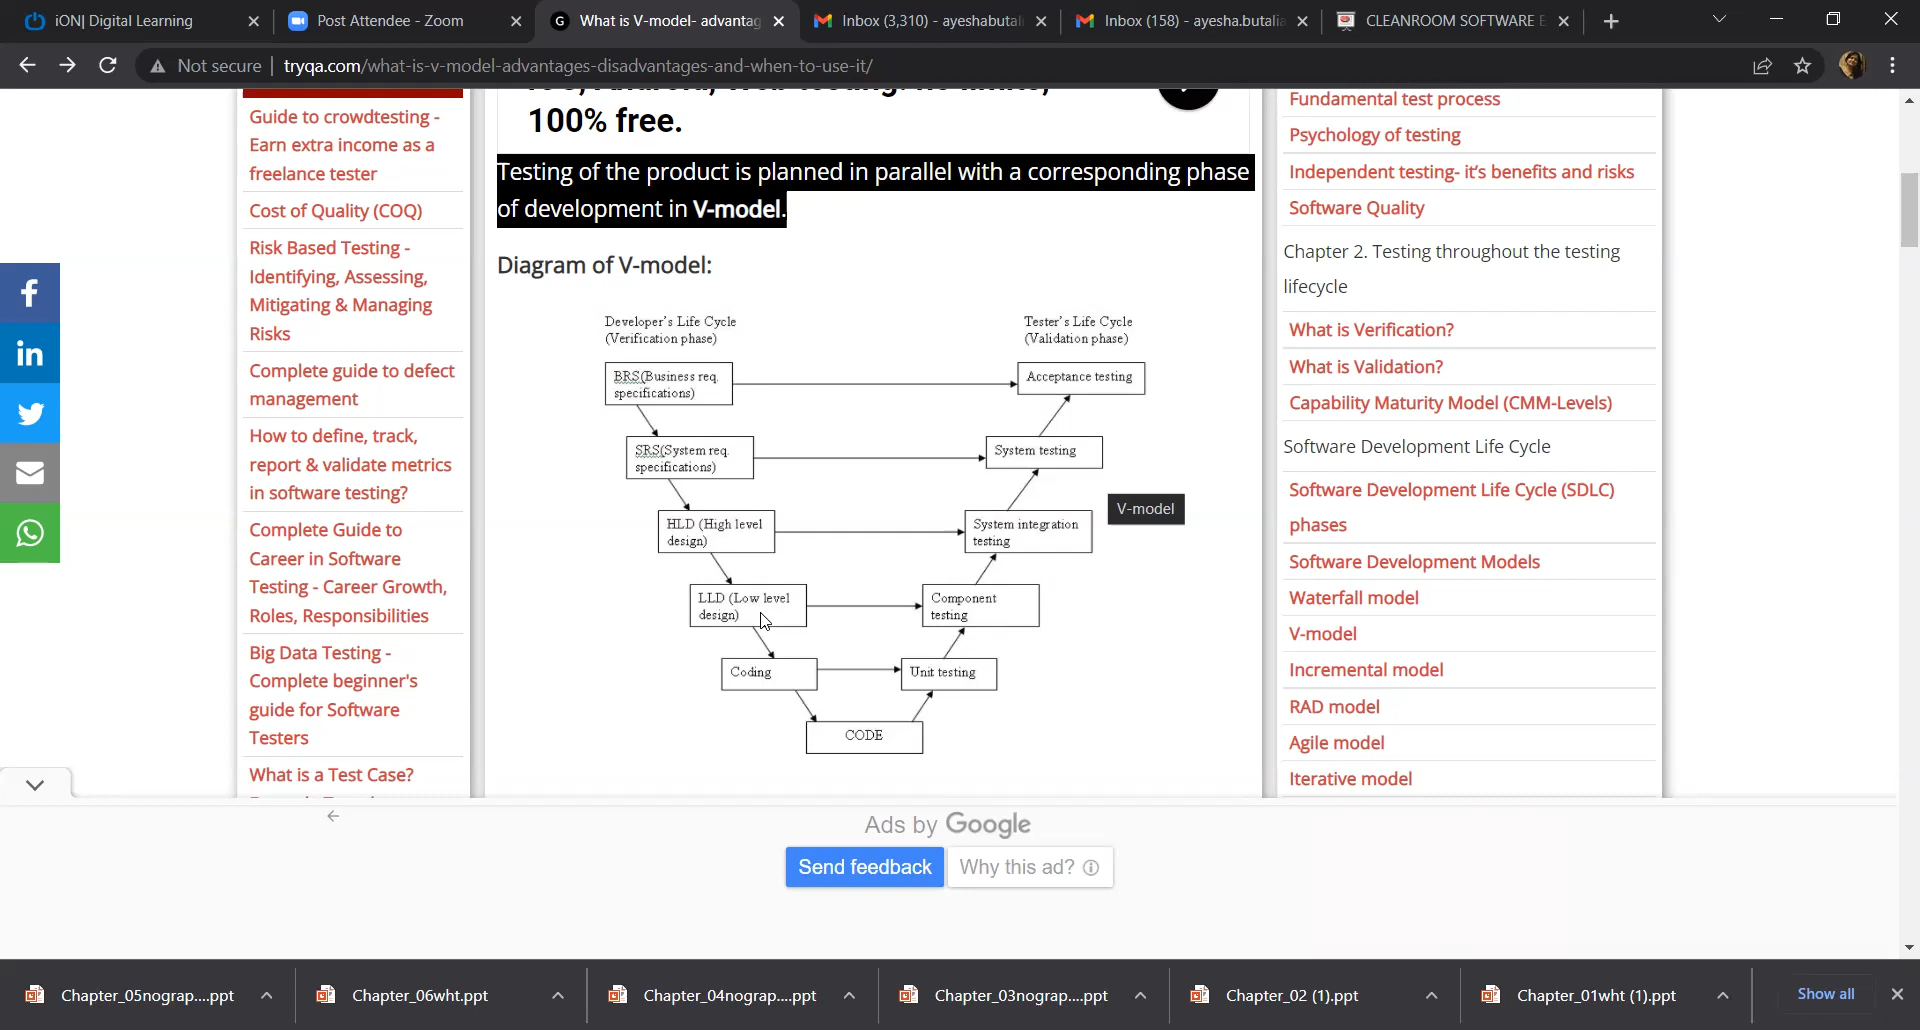 iON| Digital Learning
Post Attendee - Zoom
What is V-model- advantag
Inbox (3,310) - ayeshabutal
Inbox (158) - ayesha.butalia
CLEANROOM SOFTWARE E
Not secure
tryqa.com/what-is-v-model-advantages-disadvantages-and-when-to-use-it/
Guide to crowdtesting -
Earn extra income as a
freelance tester
Cost of Quality (COQ)
Risk Based Testing -
Identifying, Assessing,
Mitigating & Managing
Risks
Complete guide to defect
management
How to define, track,
report & validate metrics
in software testing?
Complete Guide to
Career in Software
Testing - Career Growth,
Roles, Responsibilities
Big Data Testing -
Complete beginner's
guide for Software
Testers
What is a Test Case?
100% free.
Testing of the product is planned in parallel with a corresponding phase
of development in V-model.
Diagram of V-model:
Developer's Life Cycle
(Verification phase)
Tester's Life Cycle
(Validation phase)
BRS(Business req.
specifications)
Acceptance testing
SRS(System req.
specifications)
System testing
V-model
HLD (High level
design)
System integration
testing
LLD (Low level
design)
Component
testing
Coding
Unit testing
CODE
Fundamental test process
Psychology of testing
Independent testing- it's benefits and risks
Software Quality
Chapter 2. Testing throughout the testing
lifecycle
What is Verification?
What is Validation?
Capability Maturity Model (CMM-Levels)
Software Development Life Cycle
Software Development Life Cycle (SDLC)
phases
Software Development Models
Waterfall model
V-model
Incremental model
RAD model
Agile model
Iterative model
Ads by Google
Send feedback
Why this ad?
Chapter_05nograp....ppt
Chapter_06wht.ppt
Chapter_04nograp....ppt
Chapter_03nograp....ppt
Chapter_02 (1).ppt
Chapter_01wht (1).ppt
Show all